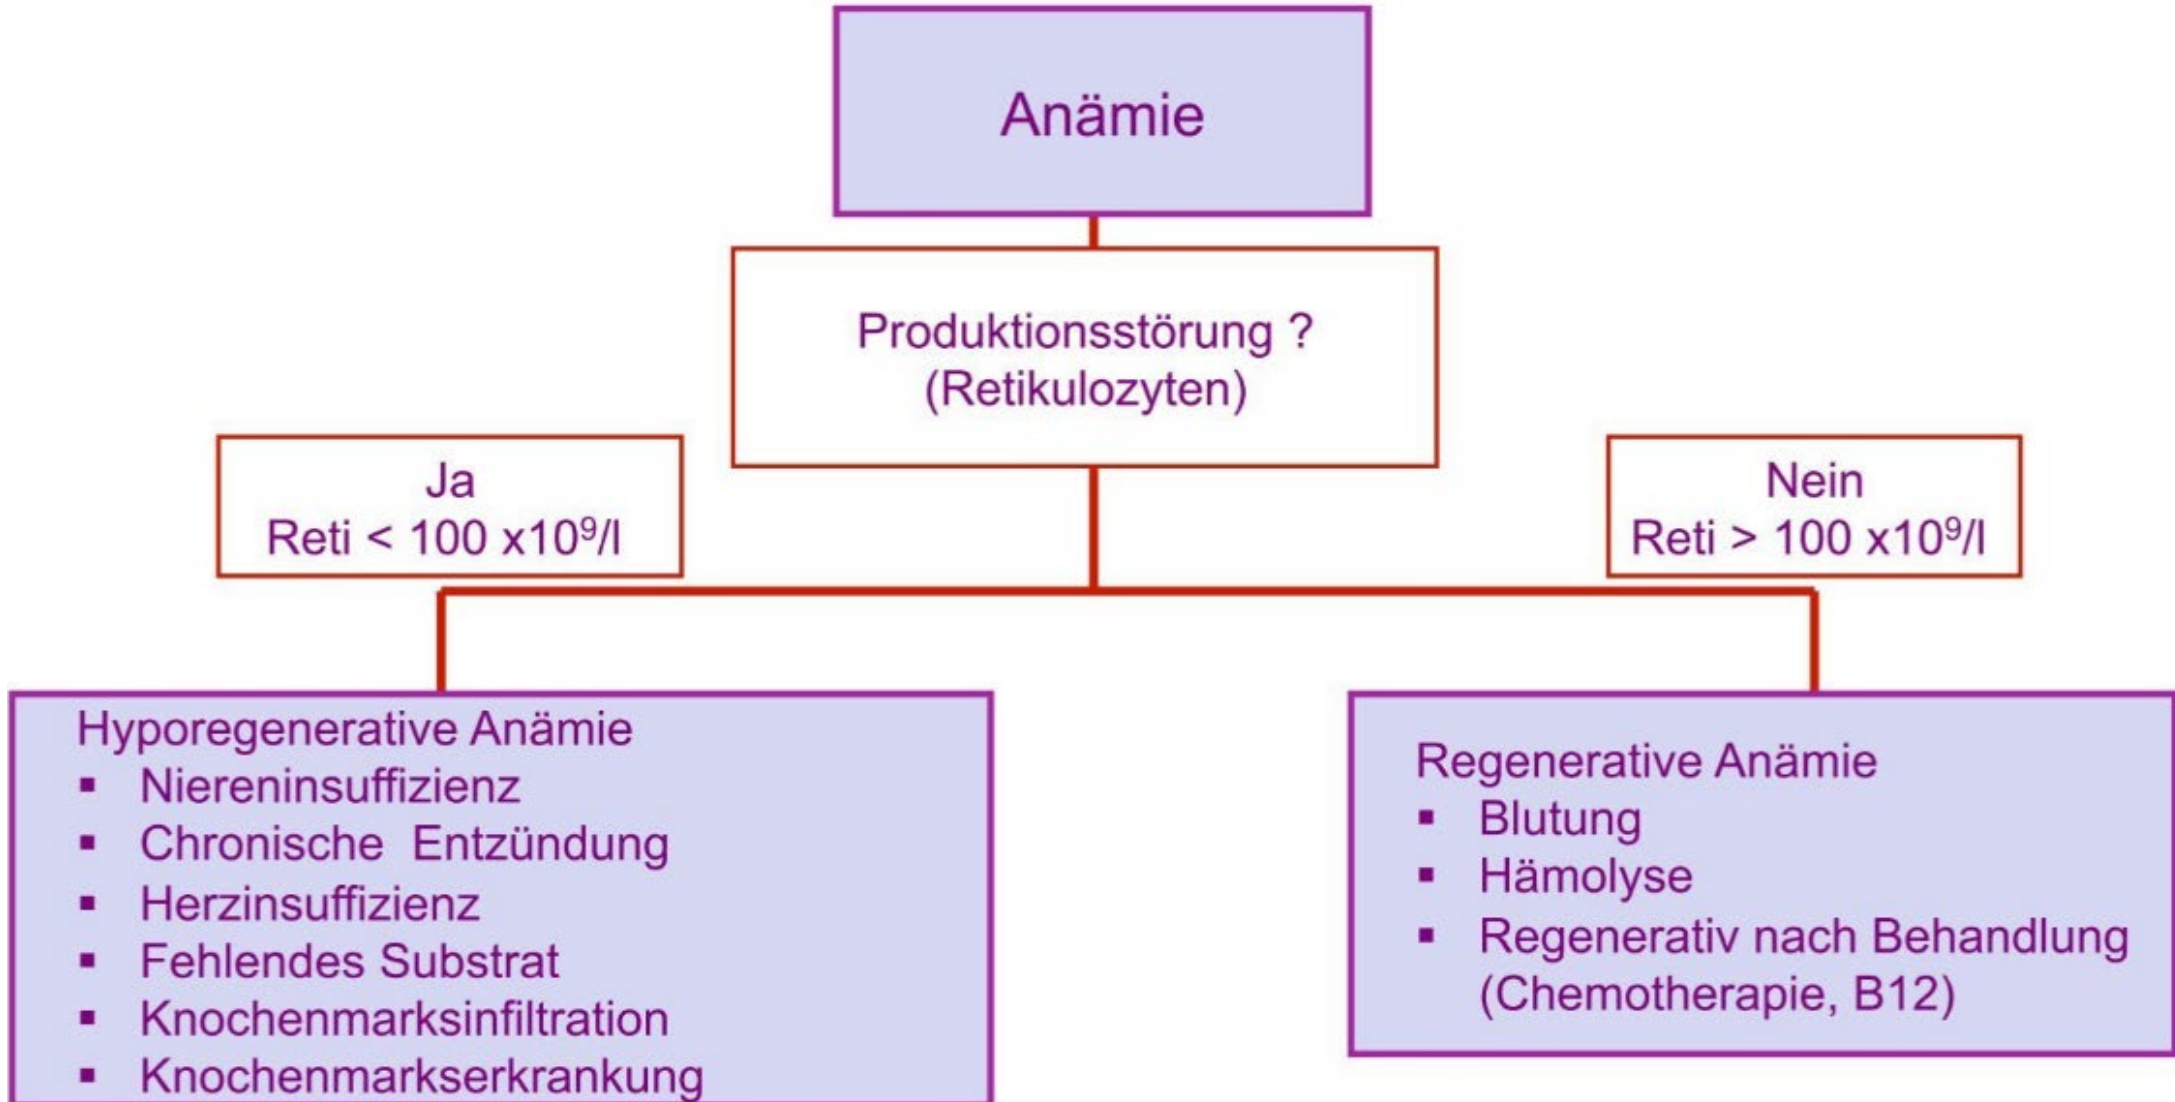 Anämie
Produktionsstörung ?
(Retikulozyten)
Ja
Reti < 100 x10⁹/l
Nein
Reti > 100 x10⁹/l
Hyporegenerative Anämie
▪ Niereninsuffizienz
▪ Chronische Entzündung
▪ Herzinsuffizienz
▪ Fehlendes Substrat
▪ Knochenmarksinfiltration
▪ Knochenmarkserkrankung
Regenerative Anämie
▪ Blutung
▪ Hämolyse
▪ Regenerativ nach Behandlung
(Chemotherapie, B12)